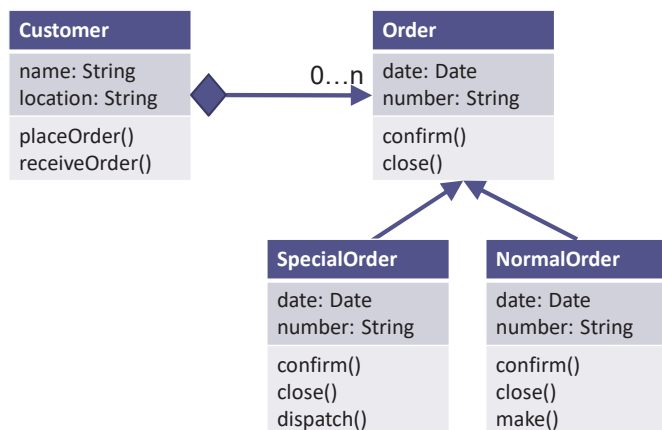 Customer
name: String
location: String
placeOrder()
receiveOrder()
0…n
Order
date: Date
number: String
confirm()
close()
SpecialOrder
date: Date
number: String
confirm()
close()
dispatch()
NormalOrder
date: Date
number: String
confirm()
close()
make()